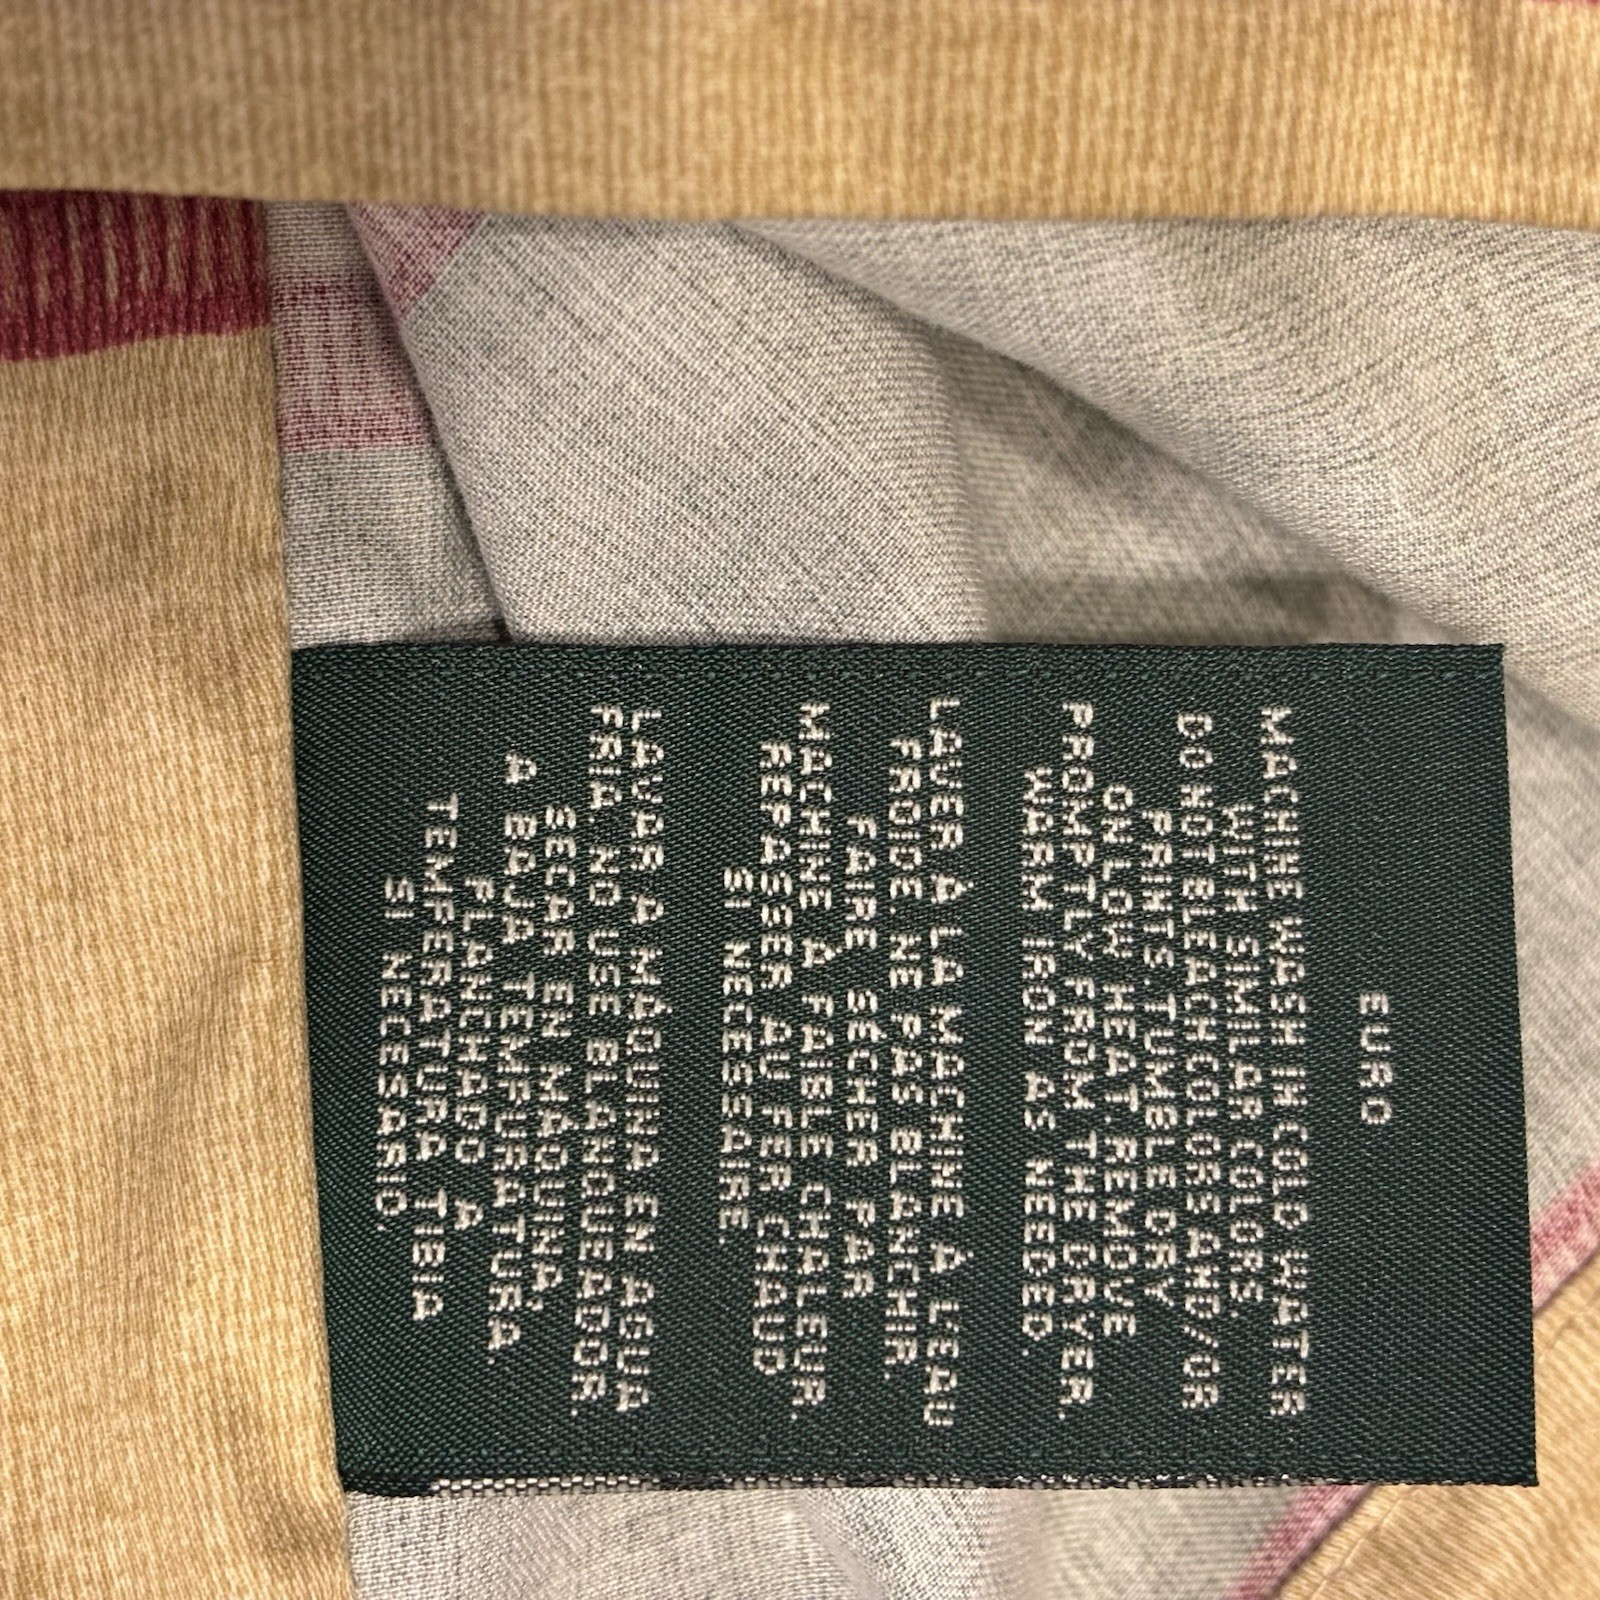 EURO
MACHINE WASH IN COLD WATER
WITH SIMILAR COLORS.
DO NOT BLEACH COLORS AND/OR
PRINTS. TUMBLE DRY
ON LOW HEAT. REMOVE
PROMPTLY FROM THE DRYER.
WARM IRON AS NEEDED.
LAVER À LA MACHINE À L'EAU
FROIDE. NE PAS BLANCHIR.
FAIRE SÉCHER PAR
MACHINE À FAIBLE CHALEUR.
REPASSER AU FER CHAUD
SI NÉCESSAIRE.
LAVAR A MÁQUINA EN AGUA
FRIA. NO USE BLANQUEADOR.
SECAR EN MÁQUINA,
A BAJA TEMPURATURA.
PLANCHADO A
TEMPERATURA TIBIA
SI NECESARIO.